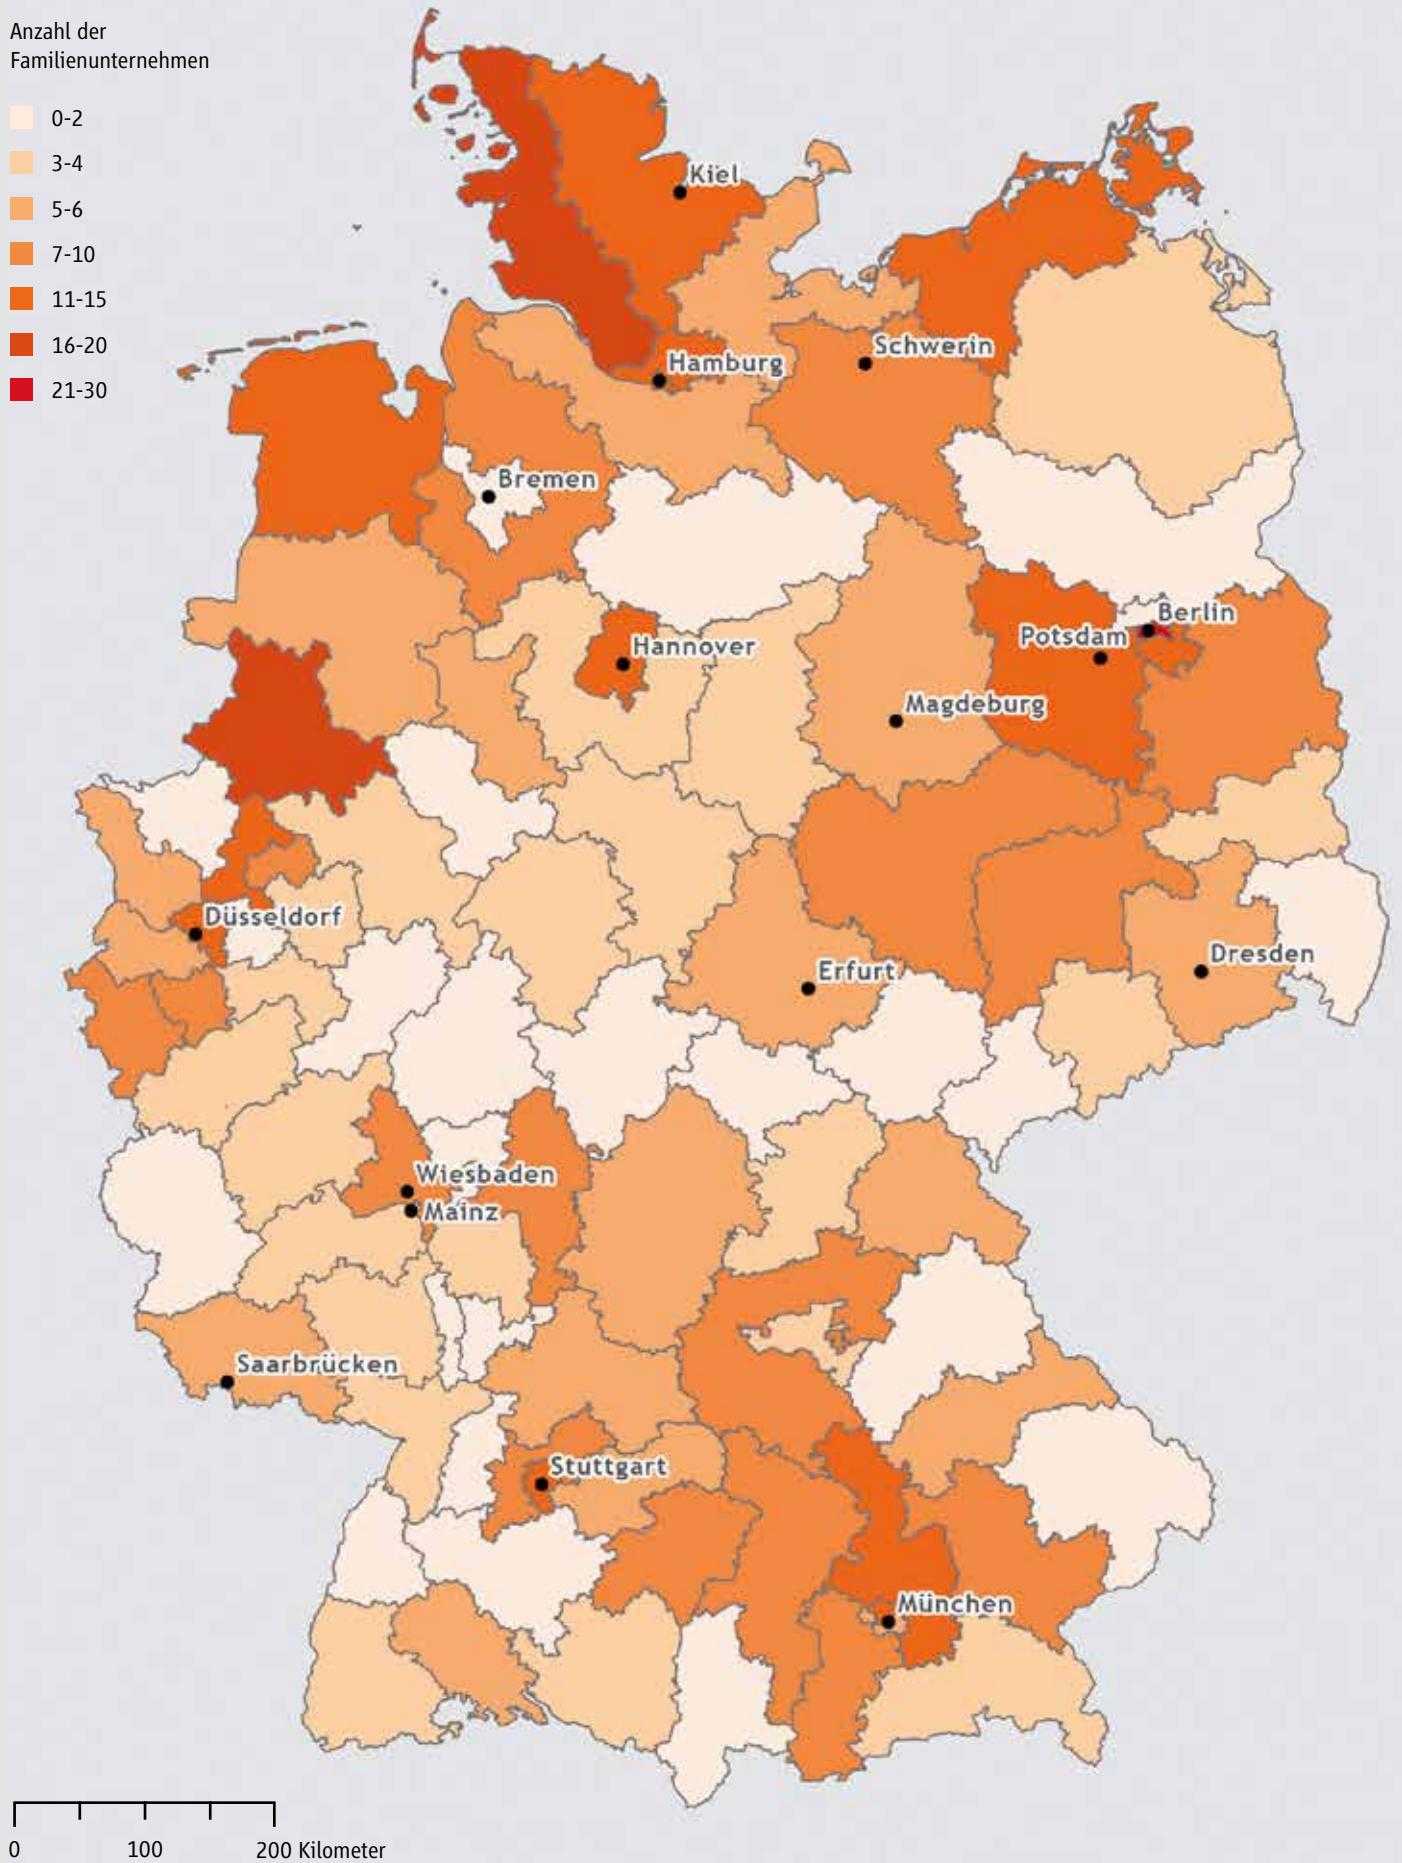 Anzahl der
Familienunternehmen
0-2
3-4
5-6
7-10
11-15
16-20
21-30
Kiel
Schwerin
Hamburg
Bremen
Berlin
Potsdam
Hannover
Magdeburg
Düsseldorf
Dresden
Erfurt
Wiesbaden
Mainz
Saarbrücken
Stuttgart
München
0 100 200 Kilometer